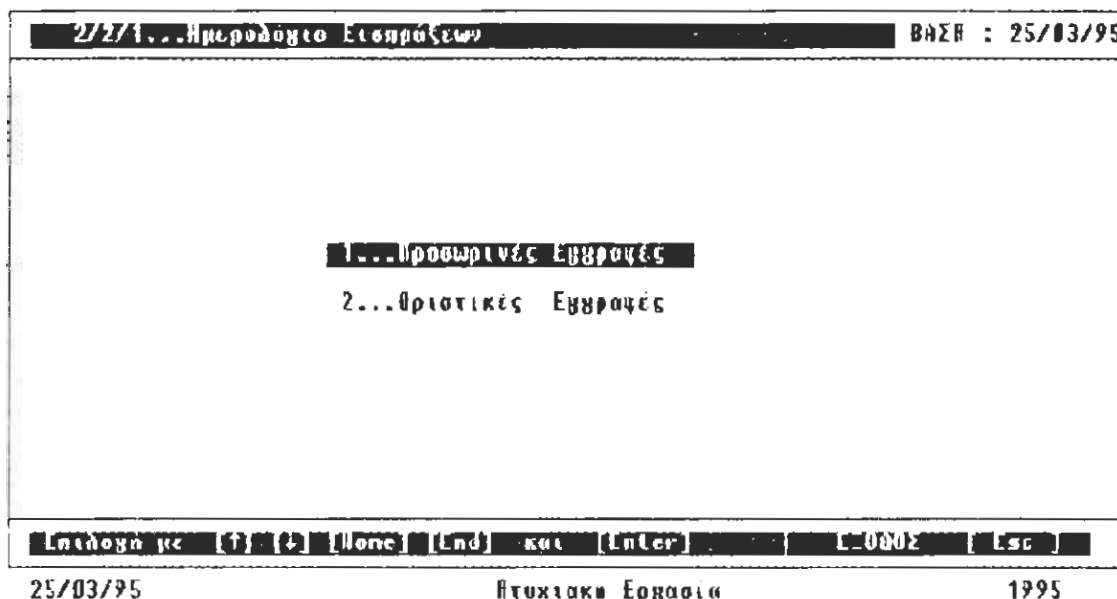 2/2/1...Ημερολόγιο Εισπράξεων ΒΑΣΗ : 25/03/95
1...Προσωρινές Εγγραφές
2...Οριστικές Εγγραφές
Επιλογή με [↑] [↓] [Home] [End] και [Enter] ΕΞΟΔΟΣ [ Esc ]
25/03/95 Πτυχιακη Εργασία 1995